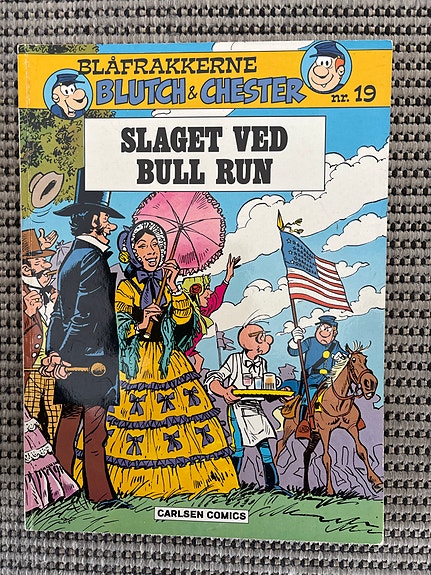 BLÅFRAKKERNE
BLUTCH & CHESTER
nr. 19
SLAGET VED
BULL RUN
CARLSEN COMICS